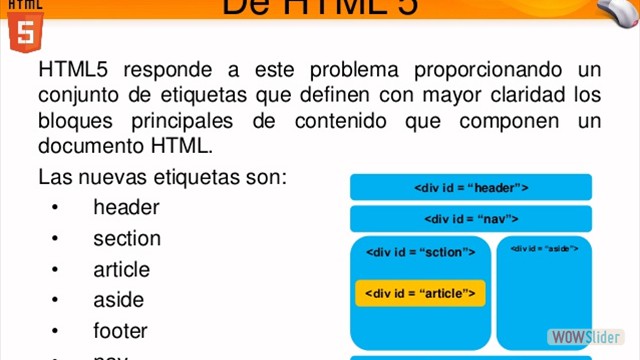 HTML
5
De HTML 5
HTML5 responde a este problema proporcionando un
conjunto de etiquetas que definen con mayor claridad los
bloques principales de contenido que componen un
documento HTML.
Las nuevas etiquetas son:
• header
• section
• article
• aside
• footer
• nav
<div id = “header”>
<div id = “nav”>
<div id = “sction”>
<div id = “aside”>
<div id = “article”>
WOWSlider